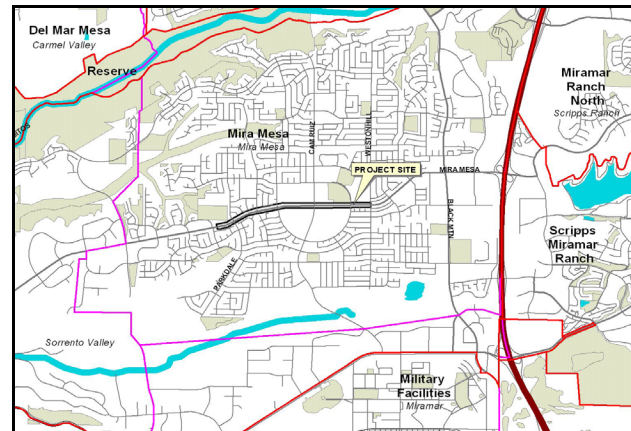 Del Mar Mesa
Carmel Valley
Reserve
Miramar
Ranch
North
Scripps Ranch
Mira Mesa
Mira Mesa
CAM RUIZ
WESTONHILL
PROJECT SITE
MIRA MESA
BLACK MTN
Scripps
Miramar
Ranch
PARKDALE
Sorrento Valley
Military
Facilities
Miramar